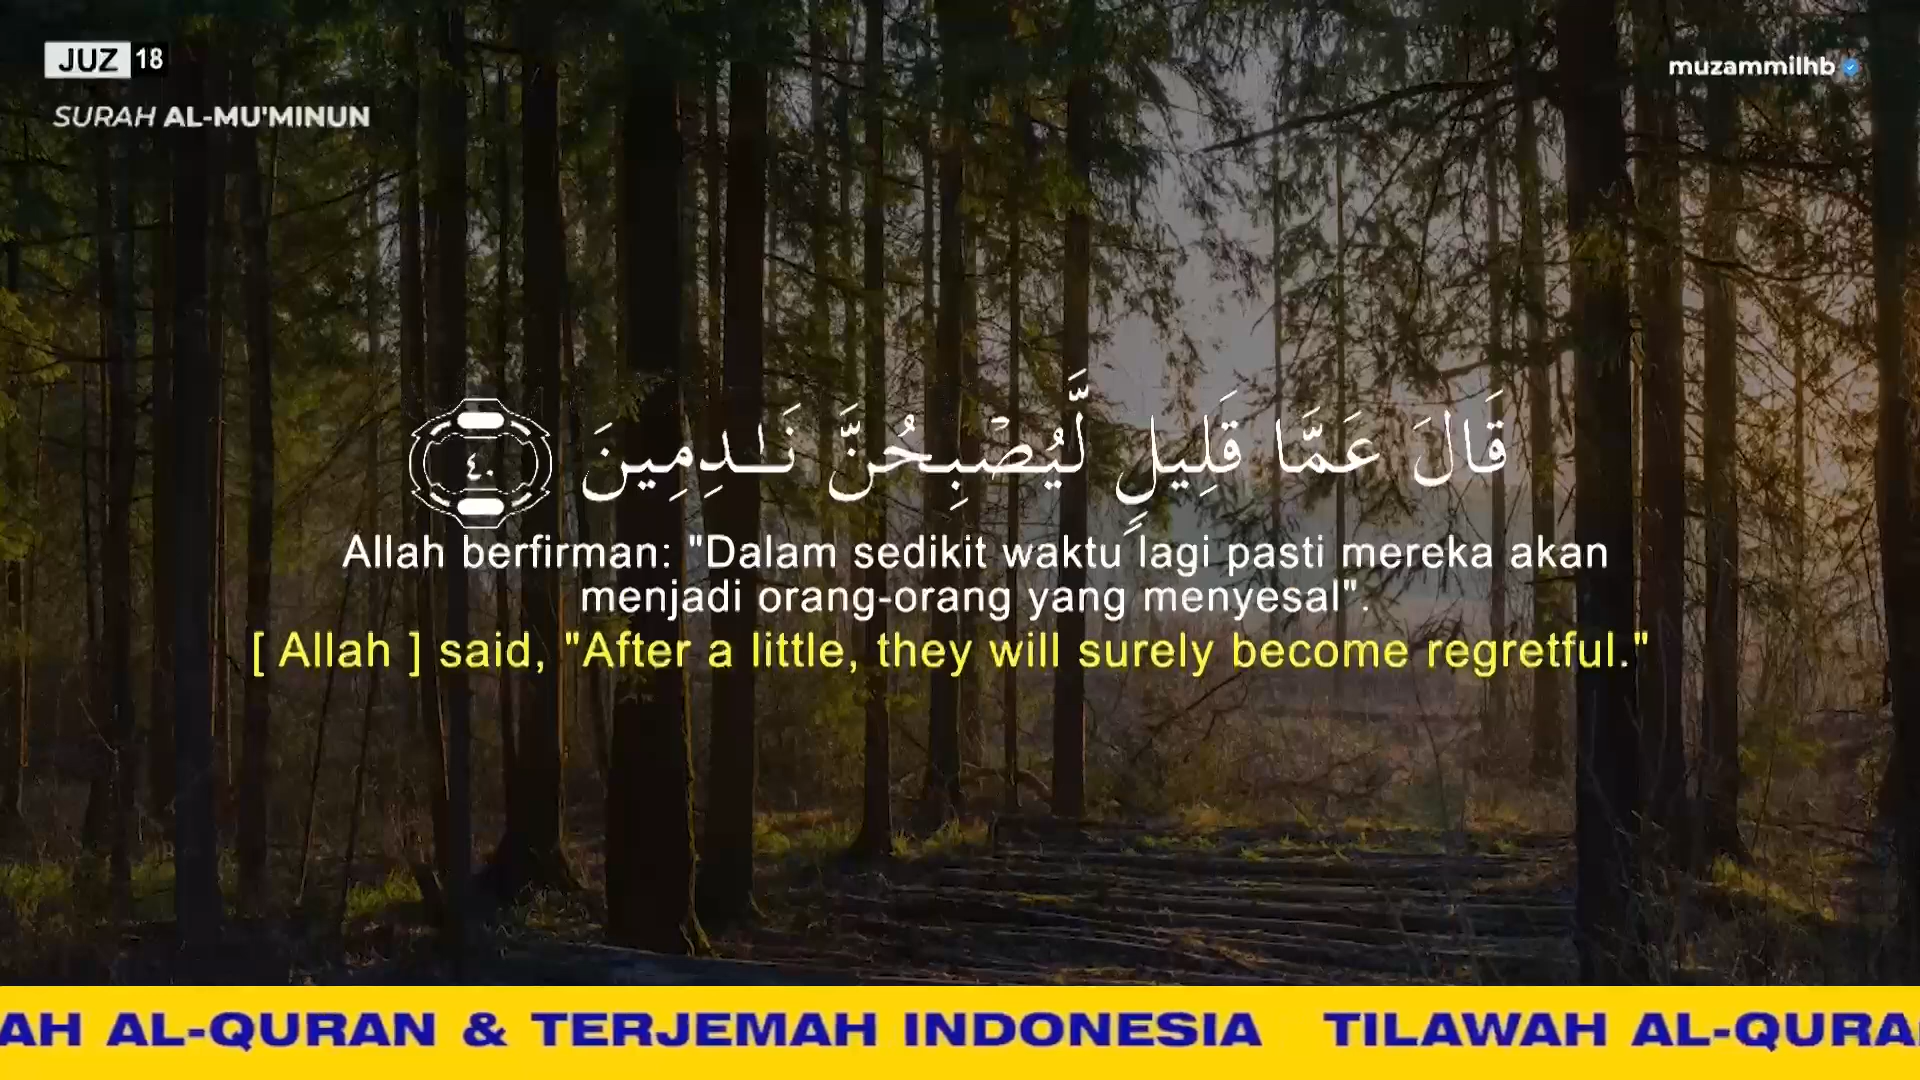 JUZ 18
muzammilhb
SURAH AL-MU'MINUN
قَالَ عَمَّا قَلِيلٍ لَّيُصْبِحُنَّ نَـٰدِمِينَ ٤٠
Allah berfirman: "Dalam sedikit waktu lagi pasti mereka akan
menjadi orang-orang yang menyesal".
[ Allah ] said, "After a little, they will surely become regretful."
AH AL-QURAN & TERJEMAH INDONESIA TILAWAH AL-QURA